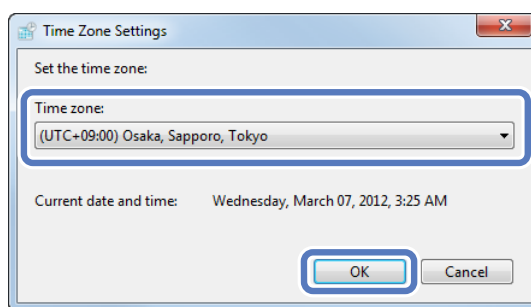 Time Zone Settings
Set the time zone:
Time zone:
(UTC+09:00) Osaka, Sapporo, Tokyo
Current date and time: Wednesday, March 07, 2012, 3:25 AM
OK Cancel